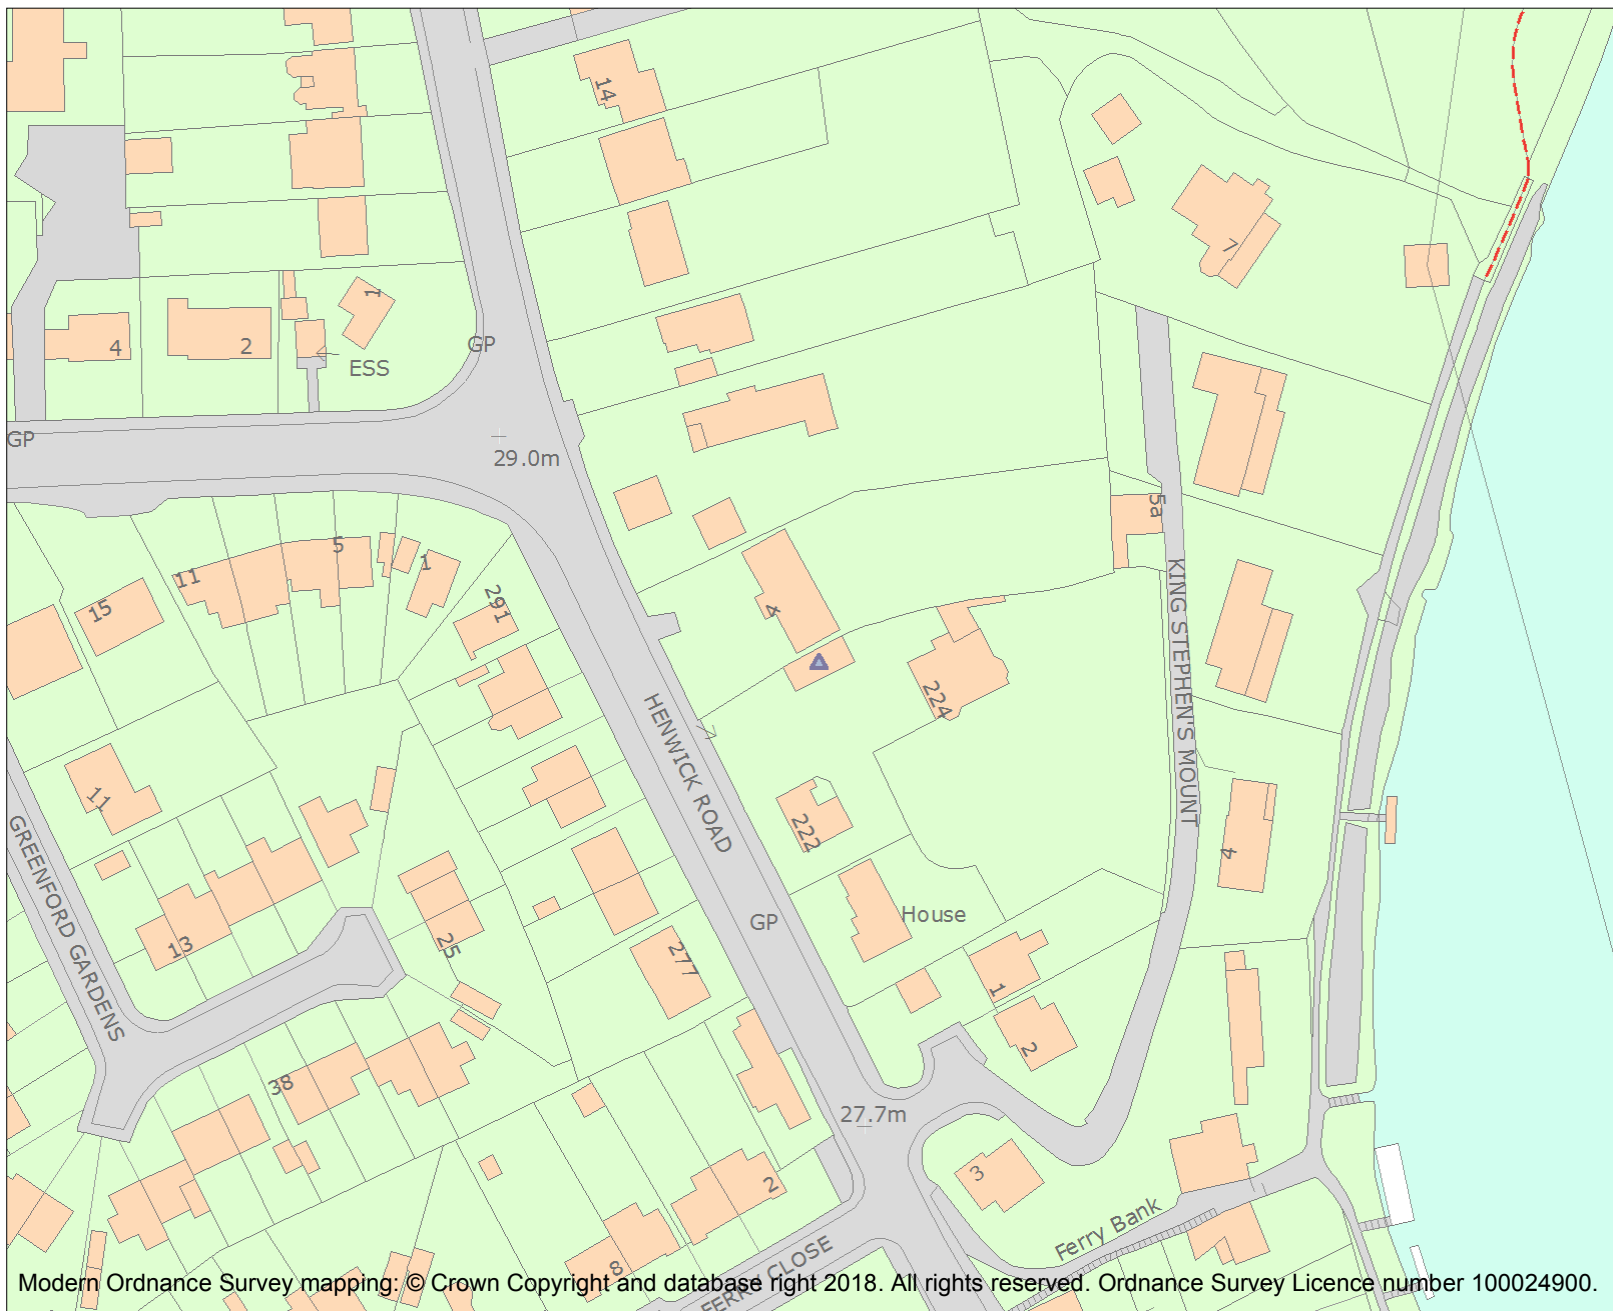 14
7
1
4
2
ESS
GP
GP
29.0m
5a
5
11
1
15
291
4
KING STEPHEN'S MOUNT
224
HENWICK ROAD
11
222
4
GREENFORD GARDENS
House
GP
13
25
277
1
2
38
27.7m
3
2
Ferry Bank
8
FERRY CLOSE
Modern Ordnance Survey mapping: © Crown Copyright and database right 2018. All rights reserved. Ordnance Survey Licence number 100024900.